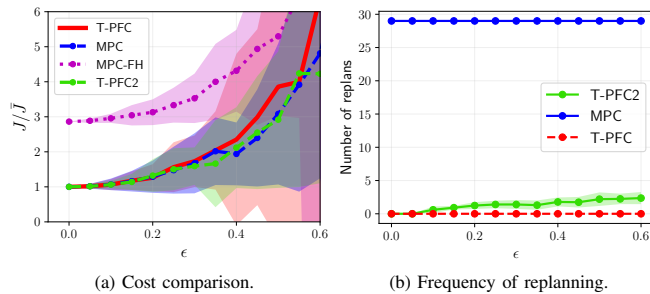 6
5
4
3
2
1
0
J/J̄
T-PFC
MPC
MPC-FH
T-PFC2
0.0 0.2 0.4 0.6
ϵ
(a) Cost comparison.
30
25
20
15
10
5
0
Number of replans
T-PFC2
MPC
T-PFC
0.0 0.2 0.4 0.6
ϵ
(b) Frequency of replanning.